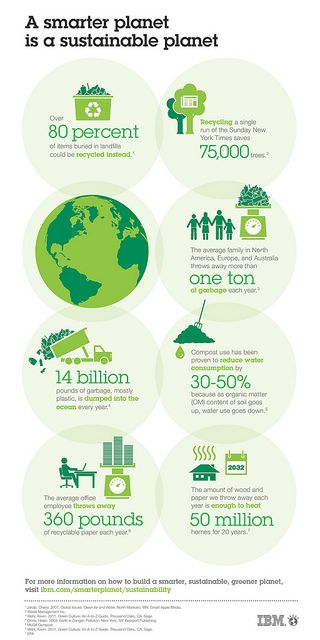 A smarter planet
is a sustainable planet
Over
80 percent
of items buried in landfills
could be recycled instead.¹
Recycling a single
run of the Sunday New
York Times saves
75,000 trees.²
The average family in North
America, Europe, and Australia
throws away more than
one ton
of garbage each year.³
14 billion
pounds of garbage, mostly
plastic, is dumped into the
ocean every year.⁴
Compost use has been
proven to reduce water
consumption by
30-50%
because as organic matter
(OM) content of soil goes
up, water use goes down.⁵
The average office
employee throws away
360 pounds
of recyclable paper each year.⁶
2032
The amount of wood and
paper we throw away each
year is enough to heat
50 million
homes for 20 years.⁷
For more information on how to build a smarter, sustainable, greener planet,
visit ibm.com/smarterplanet/sustainability
IBM